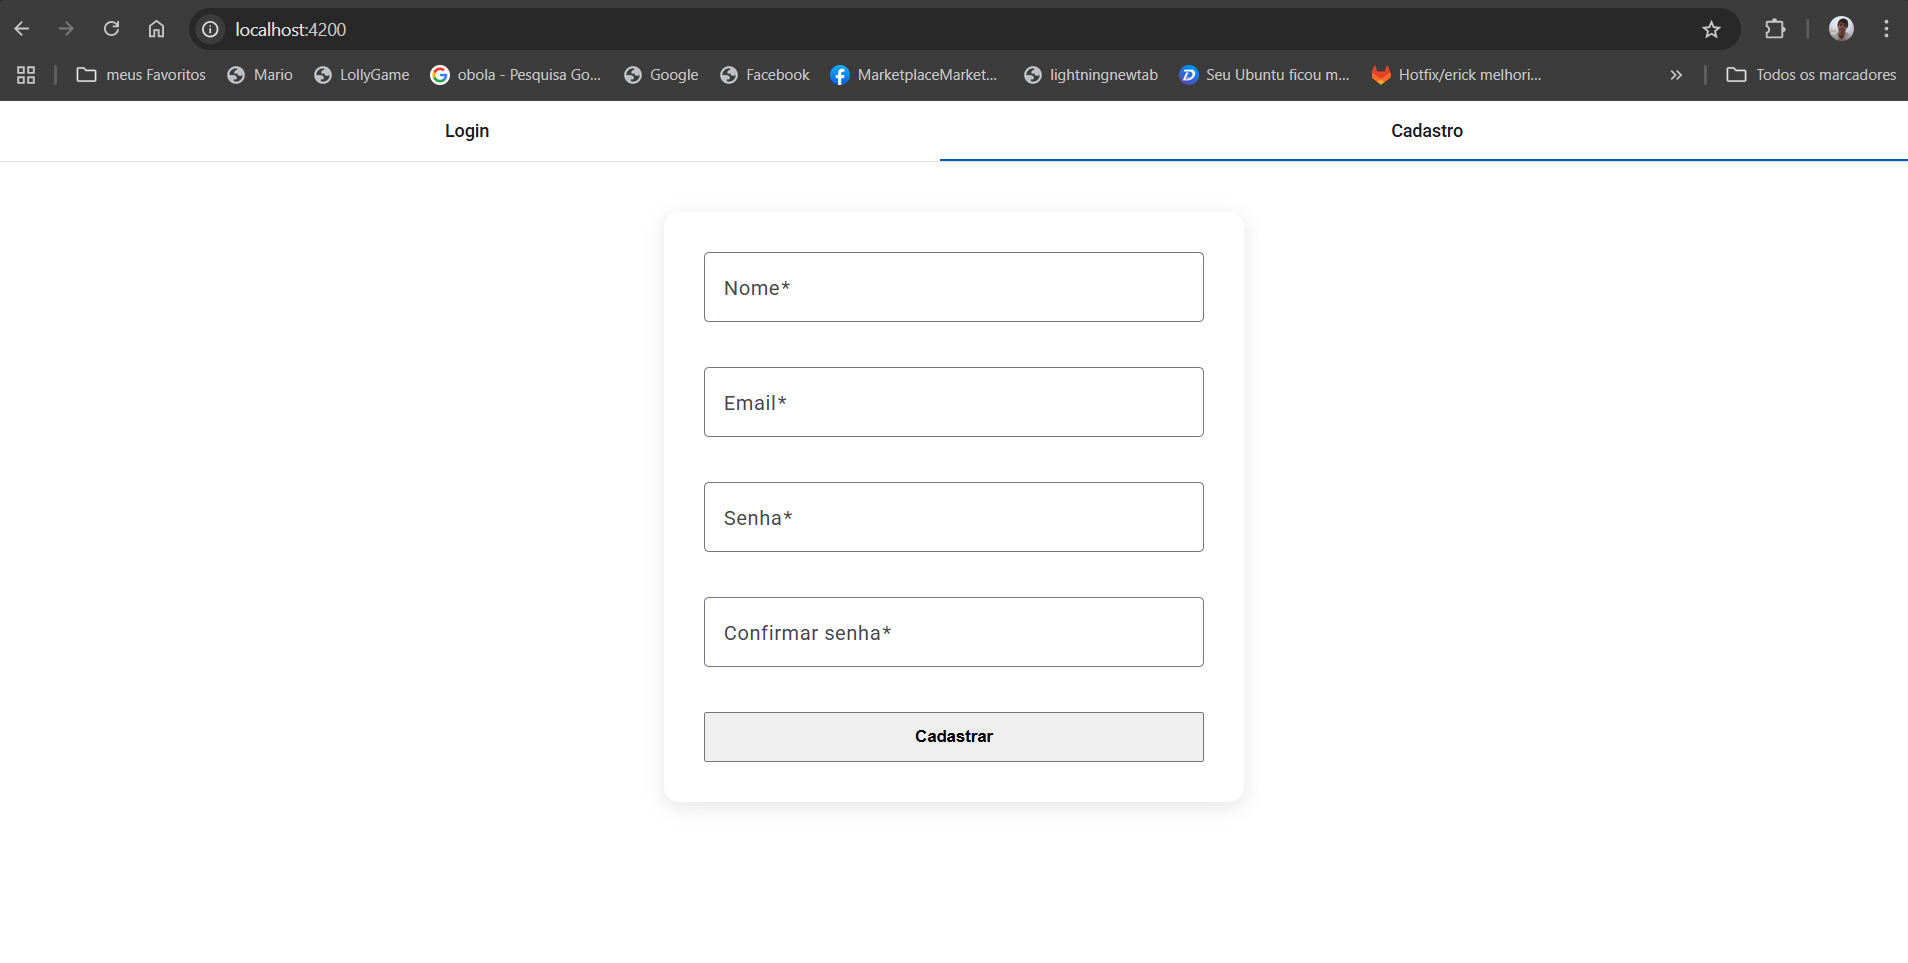 localhost:4200
meus Favoritos Mario LollyGame obola - Pesquisa Go... Google Facebook MarketplaceMarket... lightningnewtab Seu Ubuntu ficou m... Hotfix/erick melhori... » Todos os marcadores
Login Cadastro
Nome*
Email*
Senha*
Confirmar senha*
Cadastrar